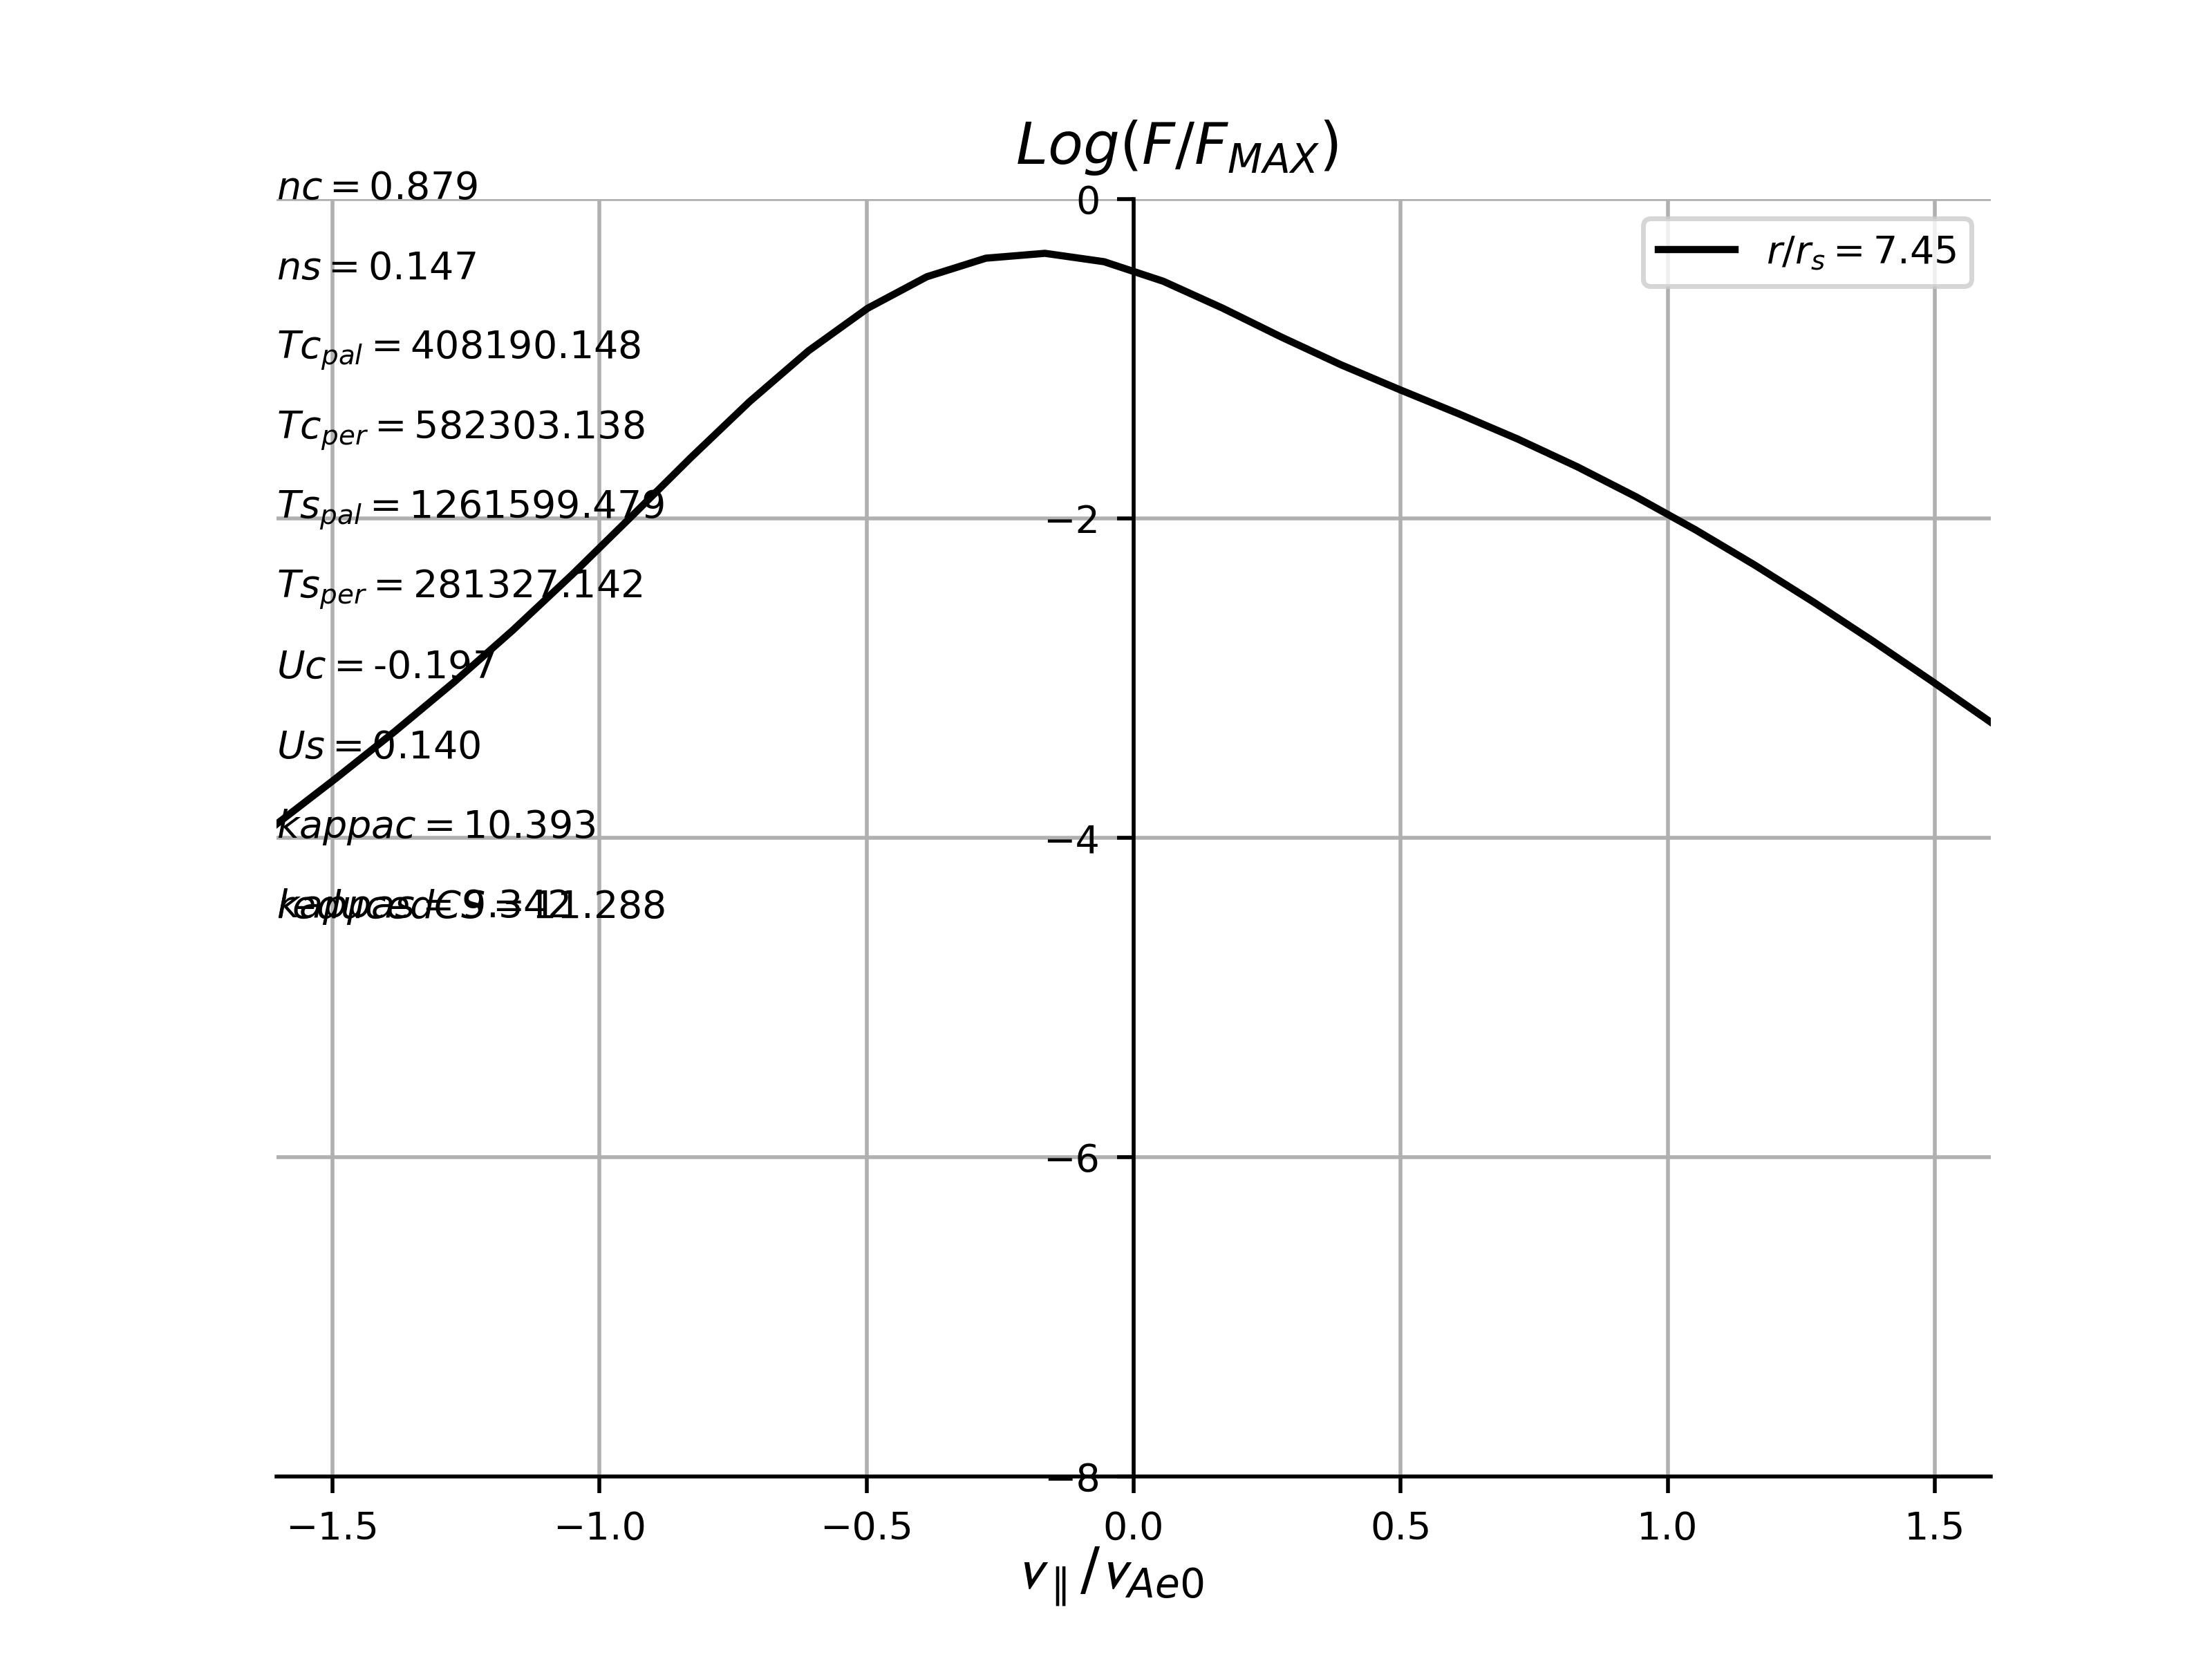 Log(F/F_MAX)
nc = 0.879
0
r/r_s = 7.45
ns = 0.147
Tc_pal = 408190.148
Tc_per = 582303.138
Ts_pal = 1261599.479
−2
Ts_per = 281327.142
Uc = -0.197
Us = 0.140
kappac = 10.393
−4
−6
−8
−1.5 −1.0 −0.5 0.0 0.5 1.0 1.5
v_∥/v_Ae0